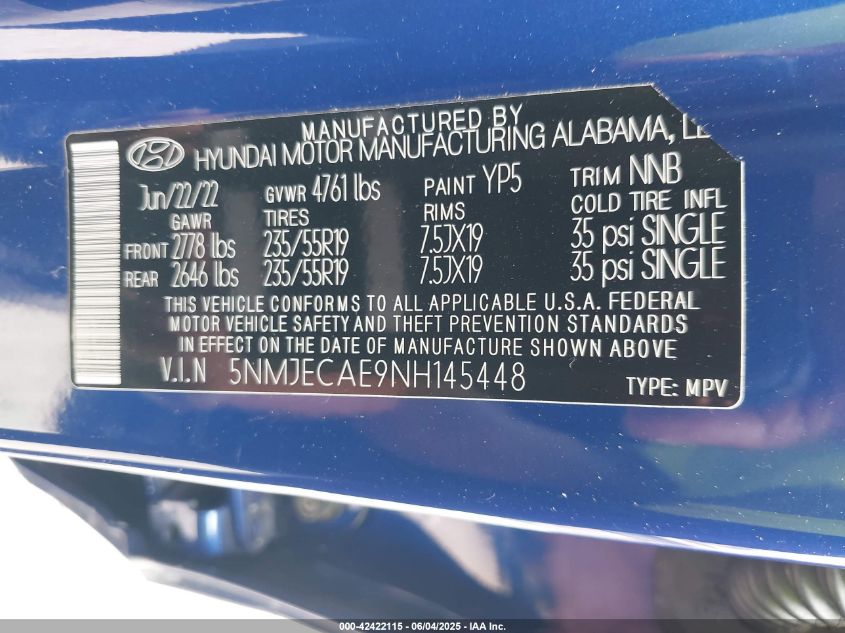 MANUFACTURED BY
HYUNDAI MOTOR MANUFACTURING ALABAMA,
Jun/22/22 GVWR 4761 lbs PAINT YP5 TRIM NNB
GAWR TIRES RIMS COLD TIRE INFL
FRONT 2778 lbs 235/55R19 7.5JX19 35 psi SINGLE
REAR 2646 lbs 235/55R19 7.5JX19 35 psi SINGLE
THIS VEHICLE CONFORMS TO ALL APPLICABLE U.S.A. FEDERAL
MOTOR VEHICLE SAFETY AND THEFT PREVENTION STANDARDS
IN EFFECT ON THE DATE OF MANUFACTURE SHOWN ABOVE
V.I.N 5NMJECAE9NH145448
TYPE: MPV
000-42422115 - 06/04/2025 - IAA Inc.